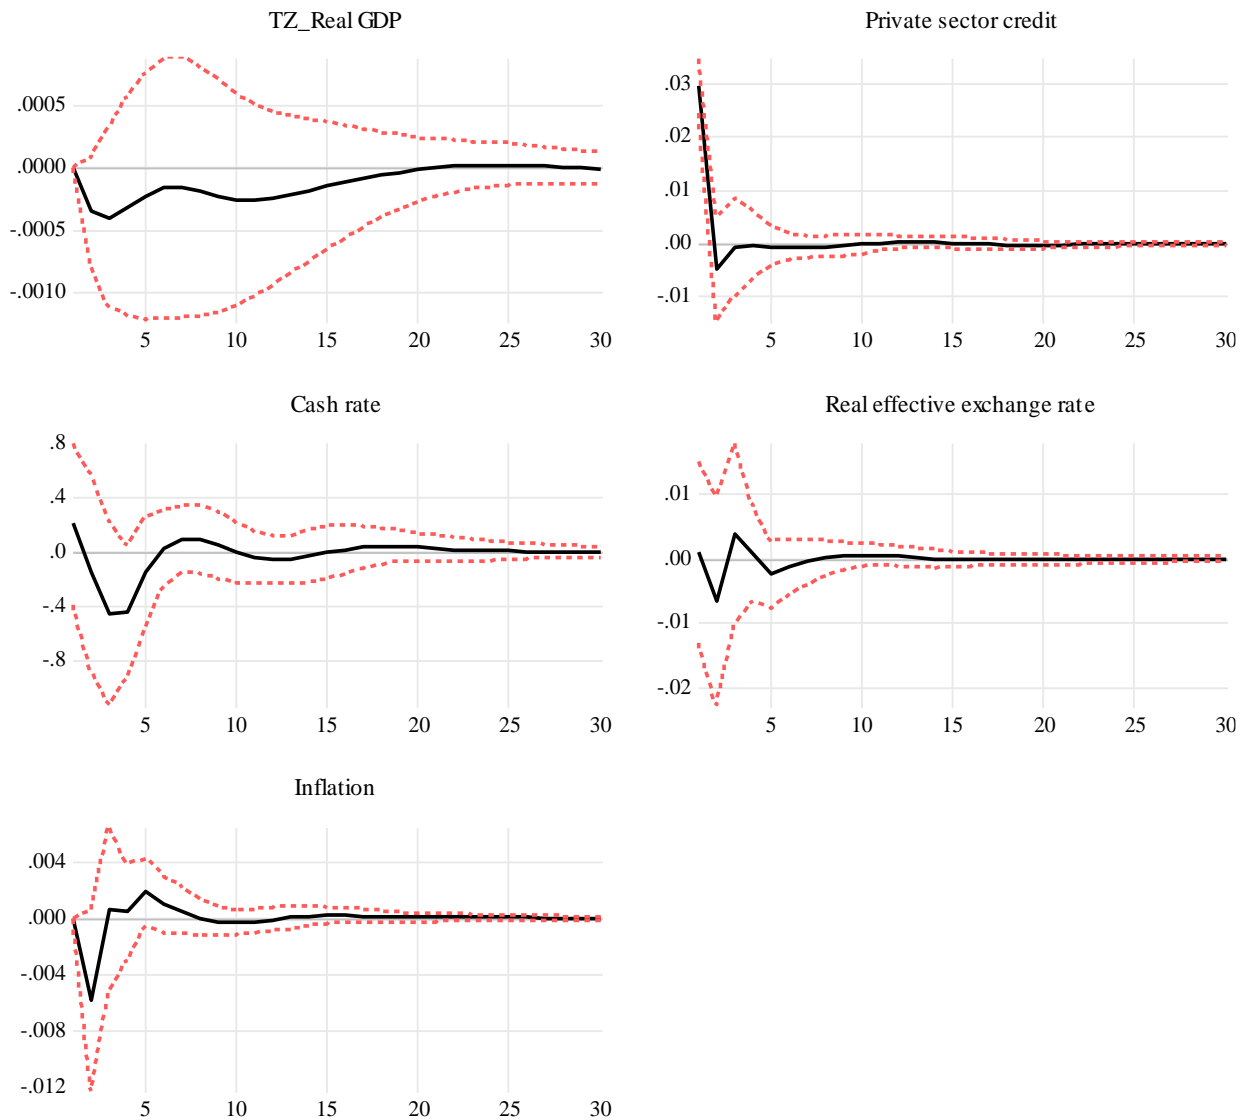 TZ_Real GDP
.0005
.0000
-.0005
-.0010
5 10 15 20 25 30
Private sector credit
.03
.02
.01
.00
-.01
5 10 15 20 25 30
Cash rate
.8
.4
.0
-.4
-.8
5 10 15 20 25 30
Real effective exchange rate
.01
.00
-.01
-.02
5 10 15 20 25 30
Inflation
.004
.000
-.004
-.008
-.012
5 10 15 20 25 30